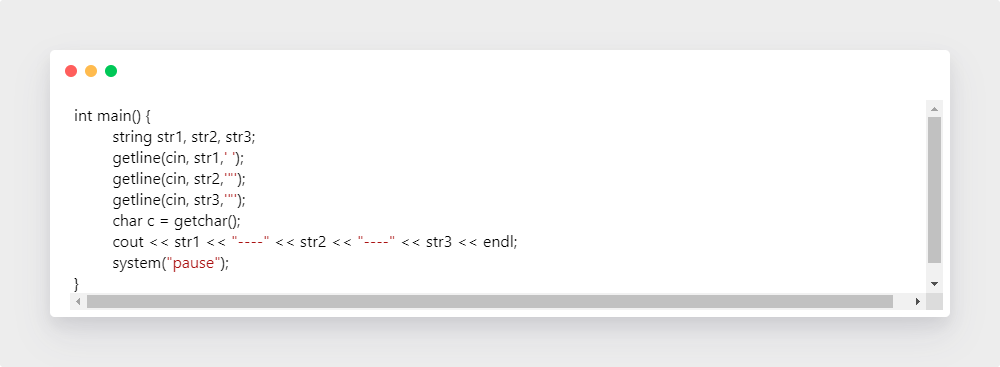 int main() {
string str1, str2, str3;
getline(cin, str1,' ');
getline(cin, str2,'"');
getline(cin, str3,'"');
char c = getchar();
cout << str1 << "----" << str2 << "----" << str3 << endl;
system("pause");
}